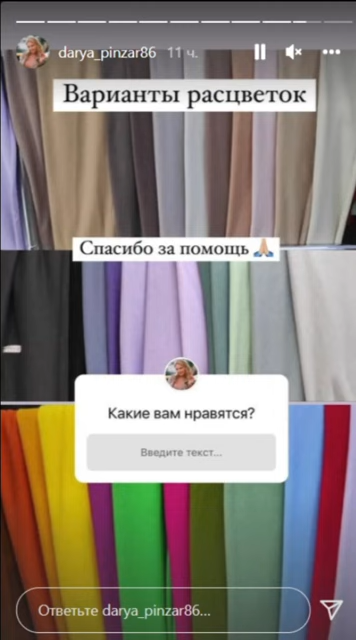 darya_pinzar86 11 ч.
Варианты расцветок
Спасибо за помощь 🙏🏼
Какие вам нравятся?
Введите текст...
Ответьте darya_pinzar86...